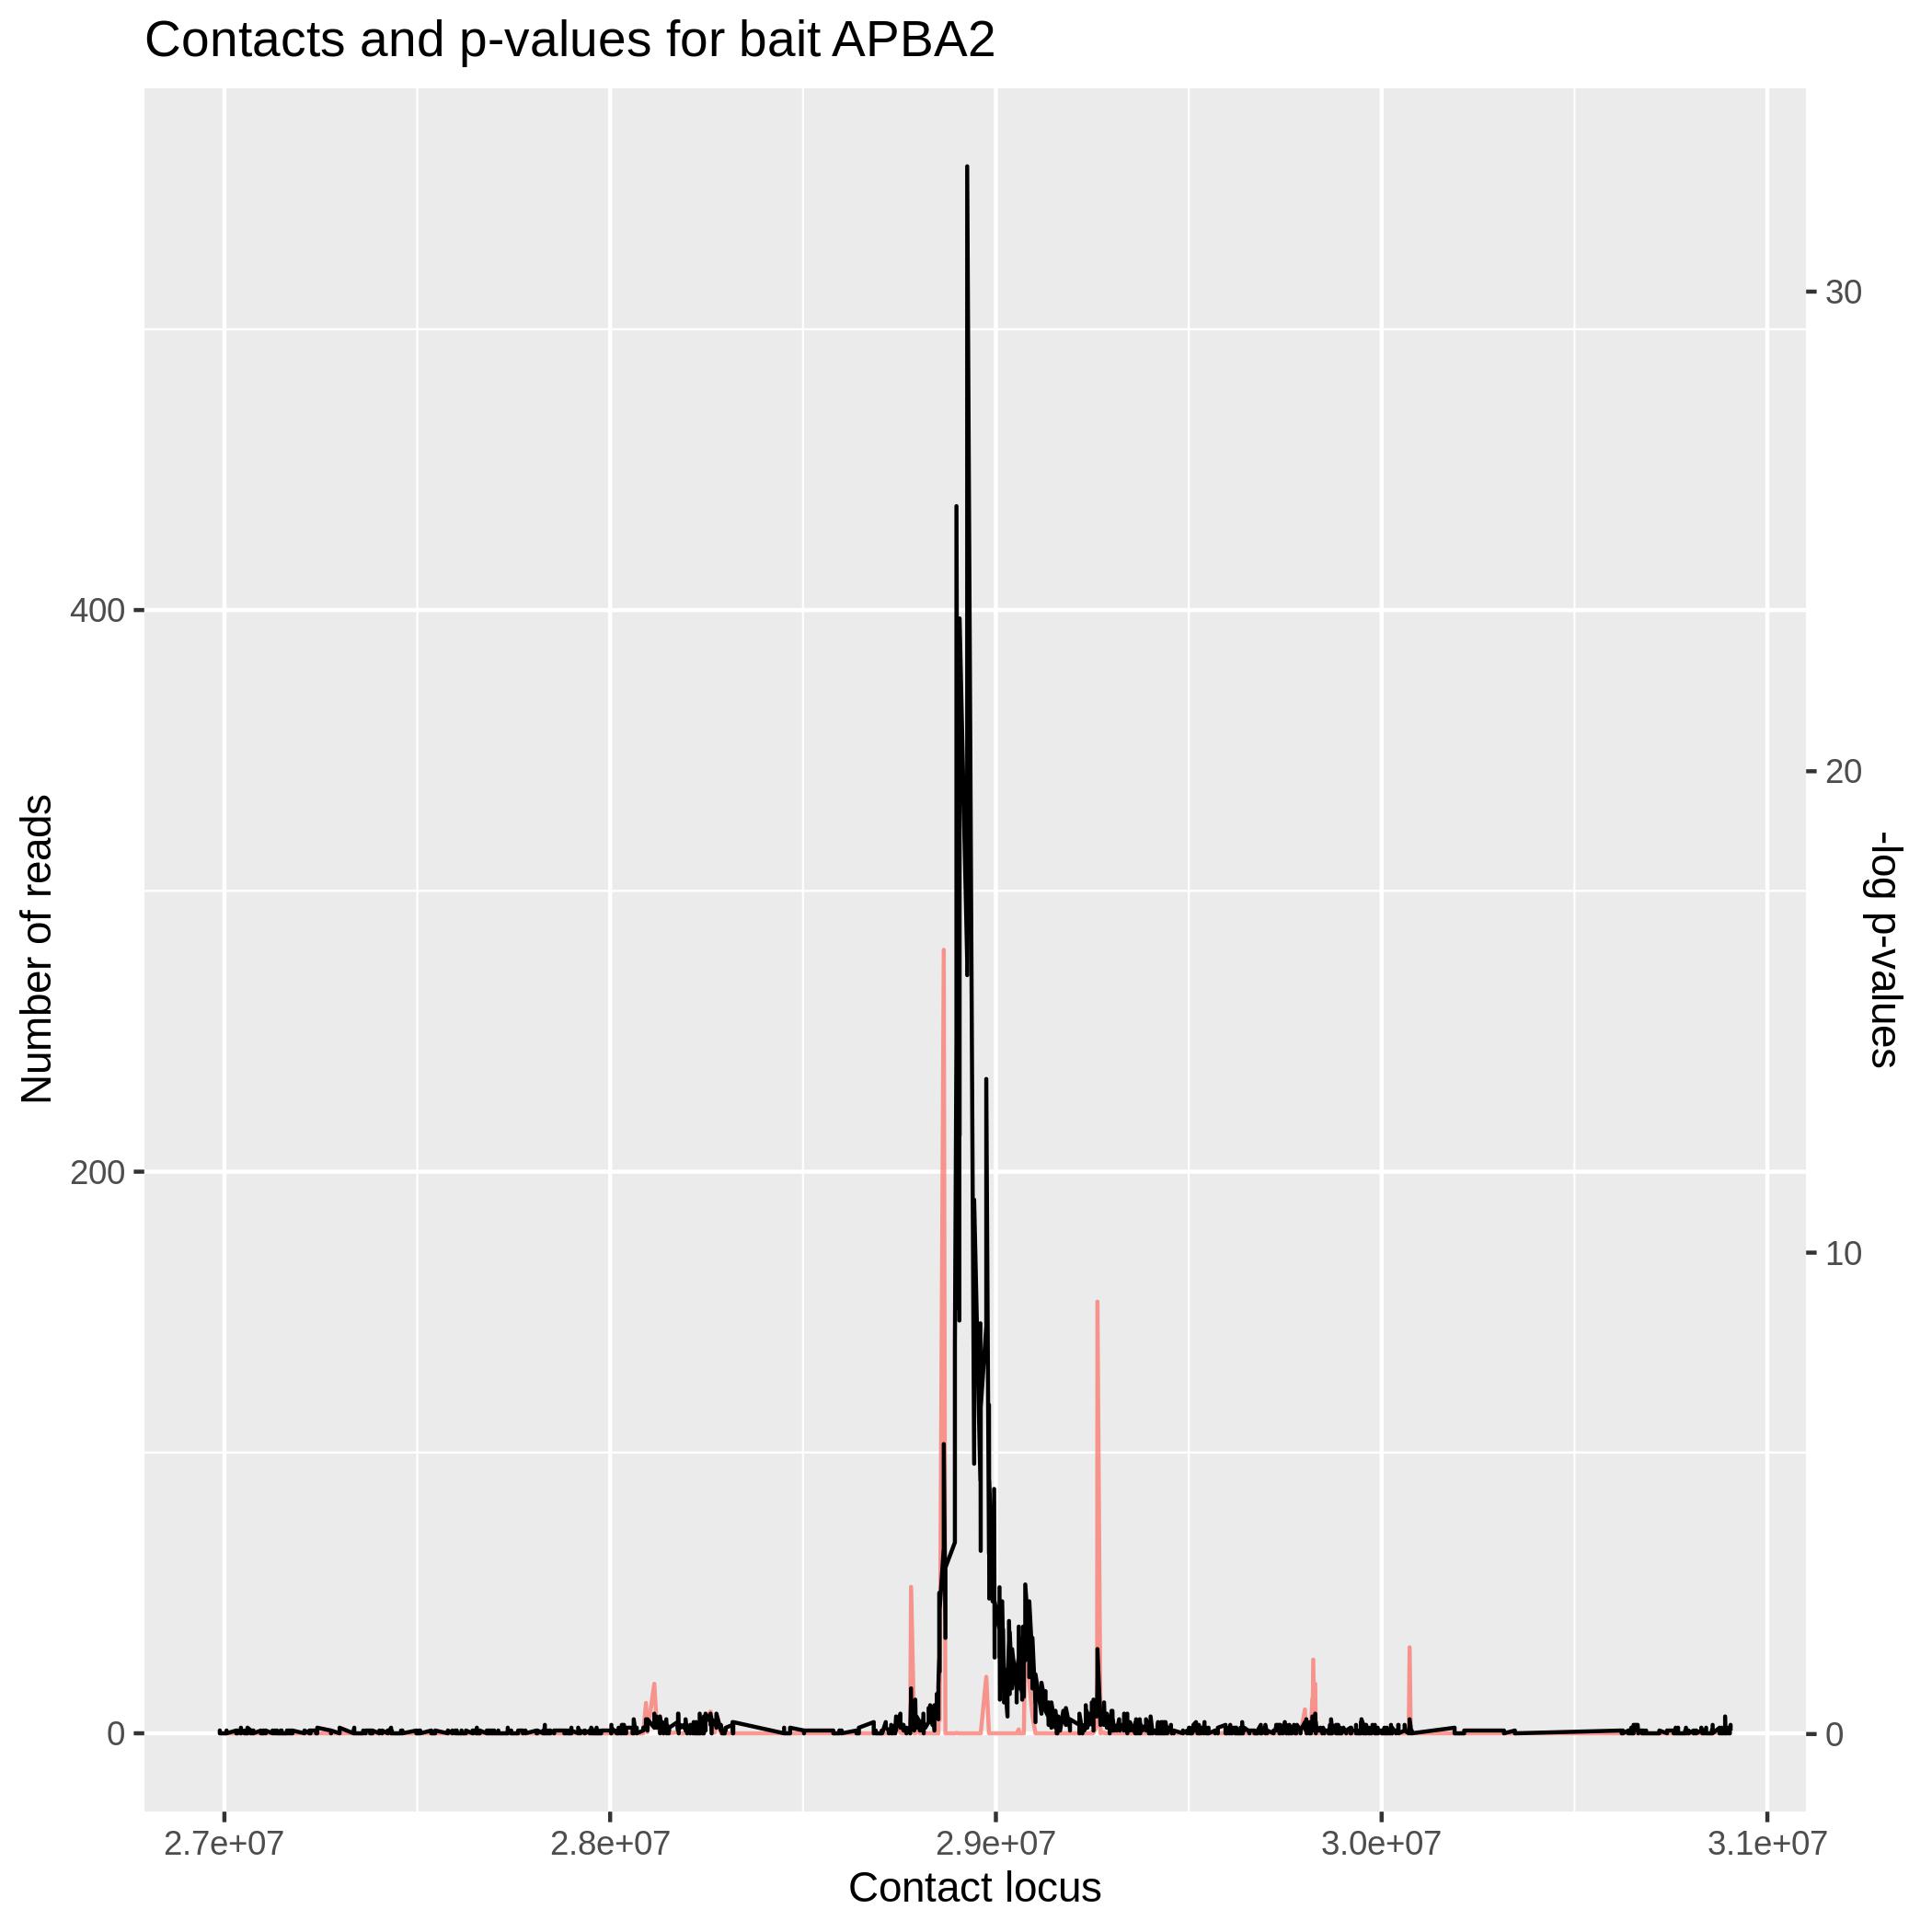 Contacts and p-values for bait APBA2
Number of reads
400
200
0
30
20
10
0
-log p-values
2.7e+07
2.8e+07
2.9e+07
3.0e+07
3.1e+07
Contact locus